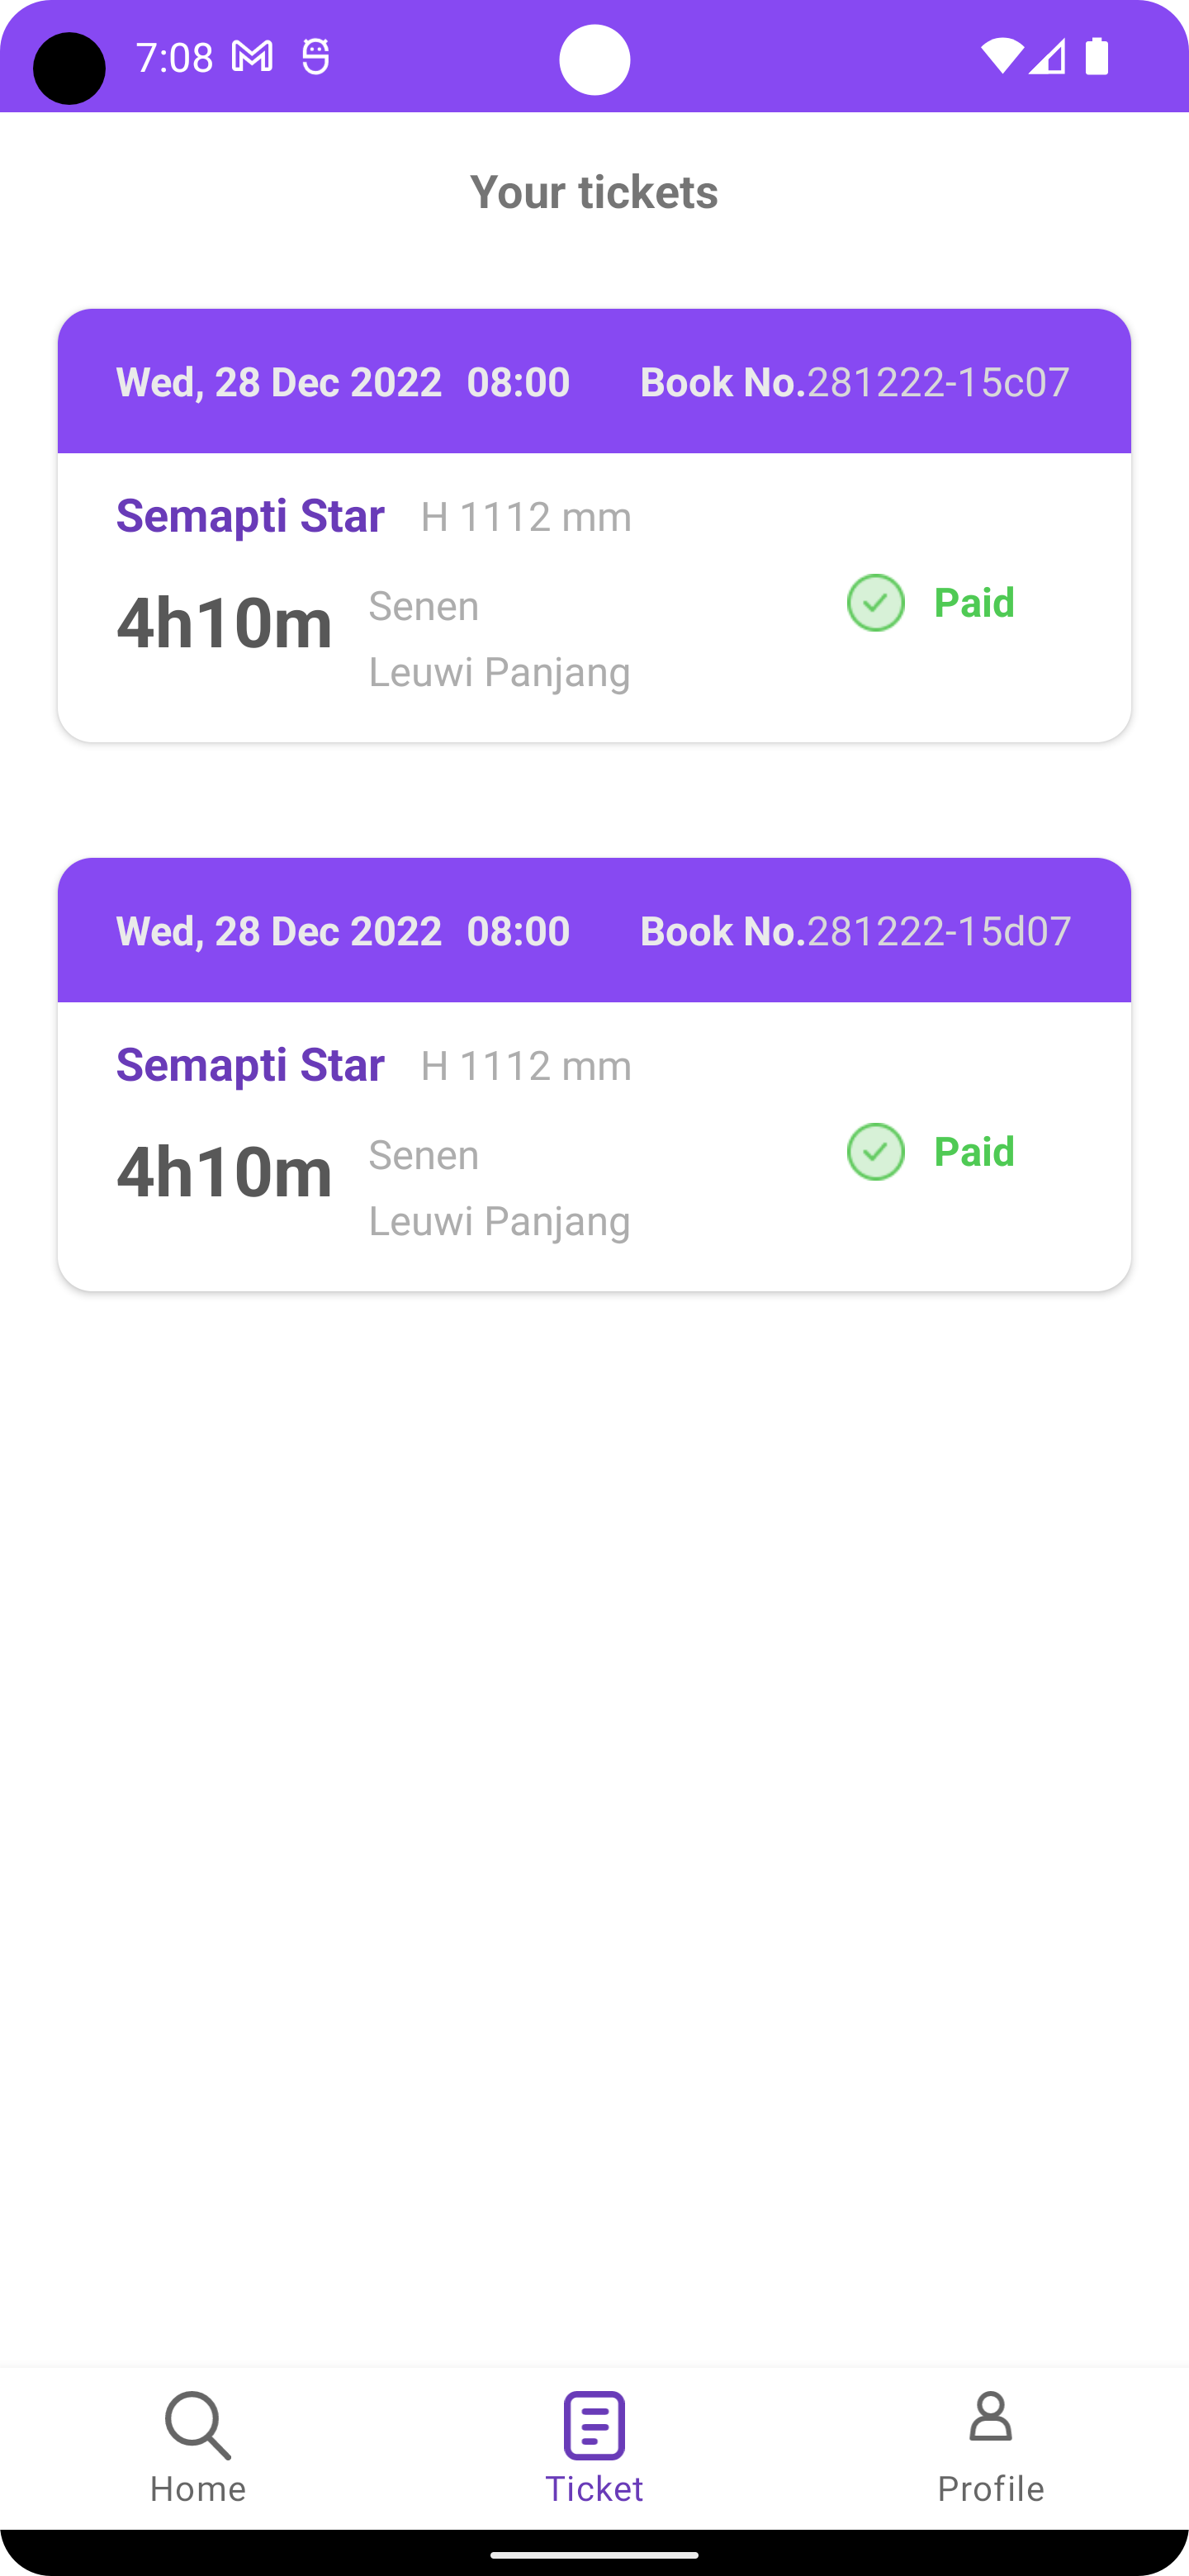 7:08
Your tickets
Wed, 28 Dec 2022 08:00 Book No.281222-15c07
Semapti Star H 1112 mm
4h10m Senen Paid
Leuwi Panjang
Wed, 28 Dec 2022 08:00 Book No.281222-15d07
Semapti Star H 1112 mm
4h10m Senen Paid
Leuwi Panjang
Home Ticket Profile